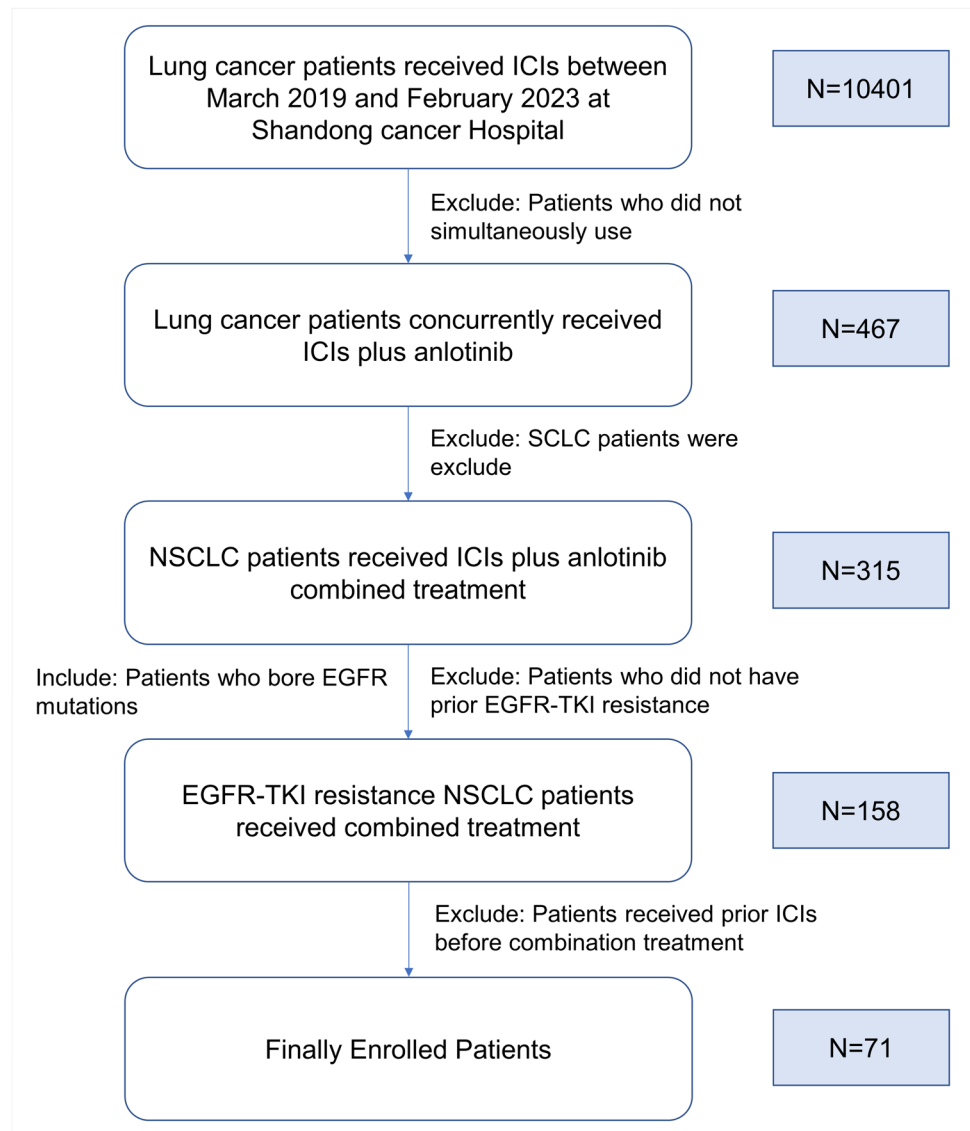 Lung cancer patients received ICIs between
March 2019 and February 2023 at
Shandong cancer Hospital
N=10401
Exclude: Patients who did not
simultaneously use
Lung cancer patients concurrently received
ICIs plus anlotinib
N=467
Exclude: SCLC patients were
exclude
NSCLC patients received ICIs plus anlotinib
combined treatment
N=315
Include: Patients who bore EGFR
mutations
Exclude: Patients who did not have
prior EGFR-TKI resistance
EGFR-TKI resistance NSCLC patients
received combined treatment
N=158
Exclude: Patients received prior ICIs
before combination treatment
Finally Enrolled Patients
N=71